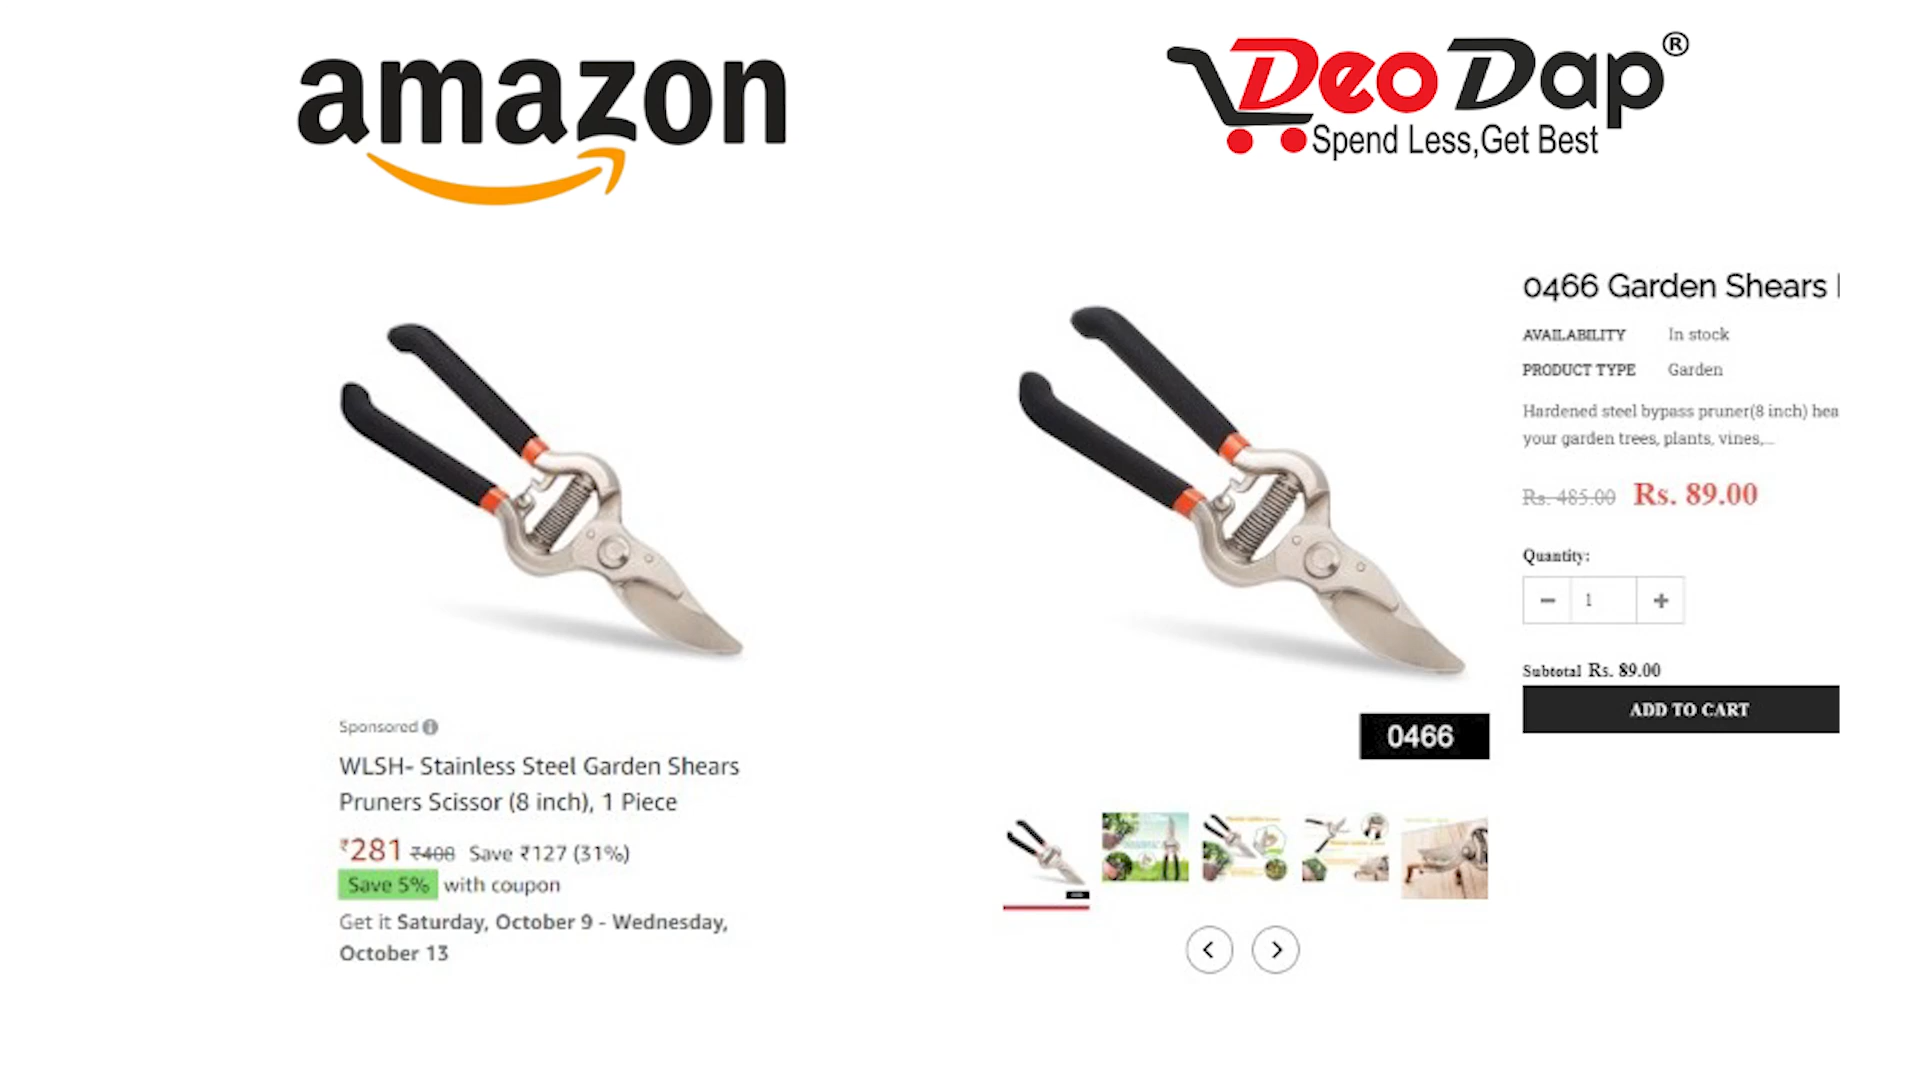 amazon
DeoDap®
Spend Less,Get Best
Sponsored
WLSH- Stainless Steel Garden Shears
Pruners Scissor (8 inch), 1 Piece
₹281 ₹408 Save ₹127 (31%)
Save 5% with coupon
Get it Saturday, October 9 - Wednesday,
October 13
0466
0466 Garden Shears
AVAILABILITY In stock
PRODUCT TYPE Garden
Hardened steel bypass pruner(8 inch) hea
your garden trees, plants, vines,...
Rs. 485.00 Rs. 89.00
Quantity:
− 1 +
Subtotal Rs. 89.00
ADD TO CART